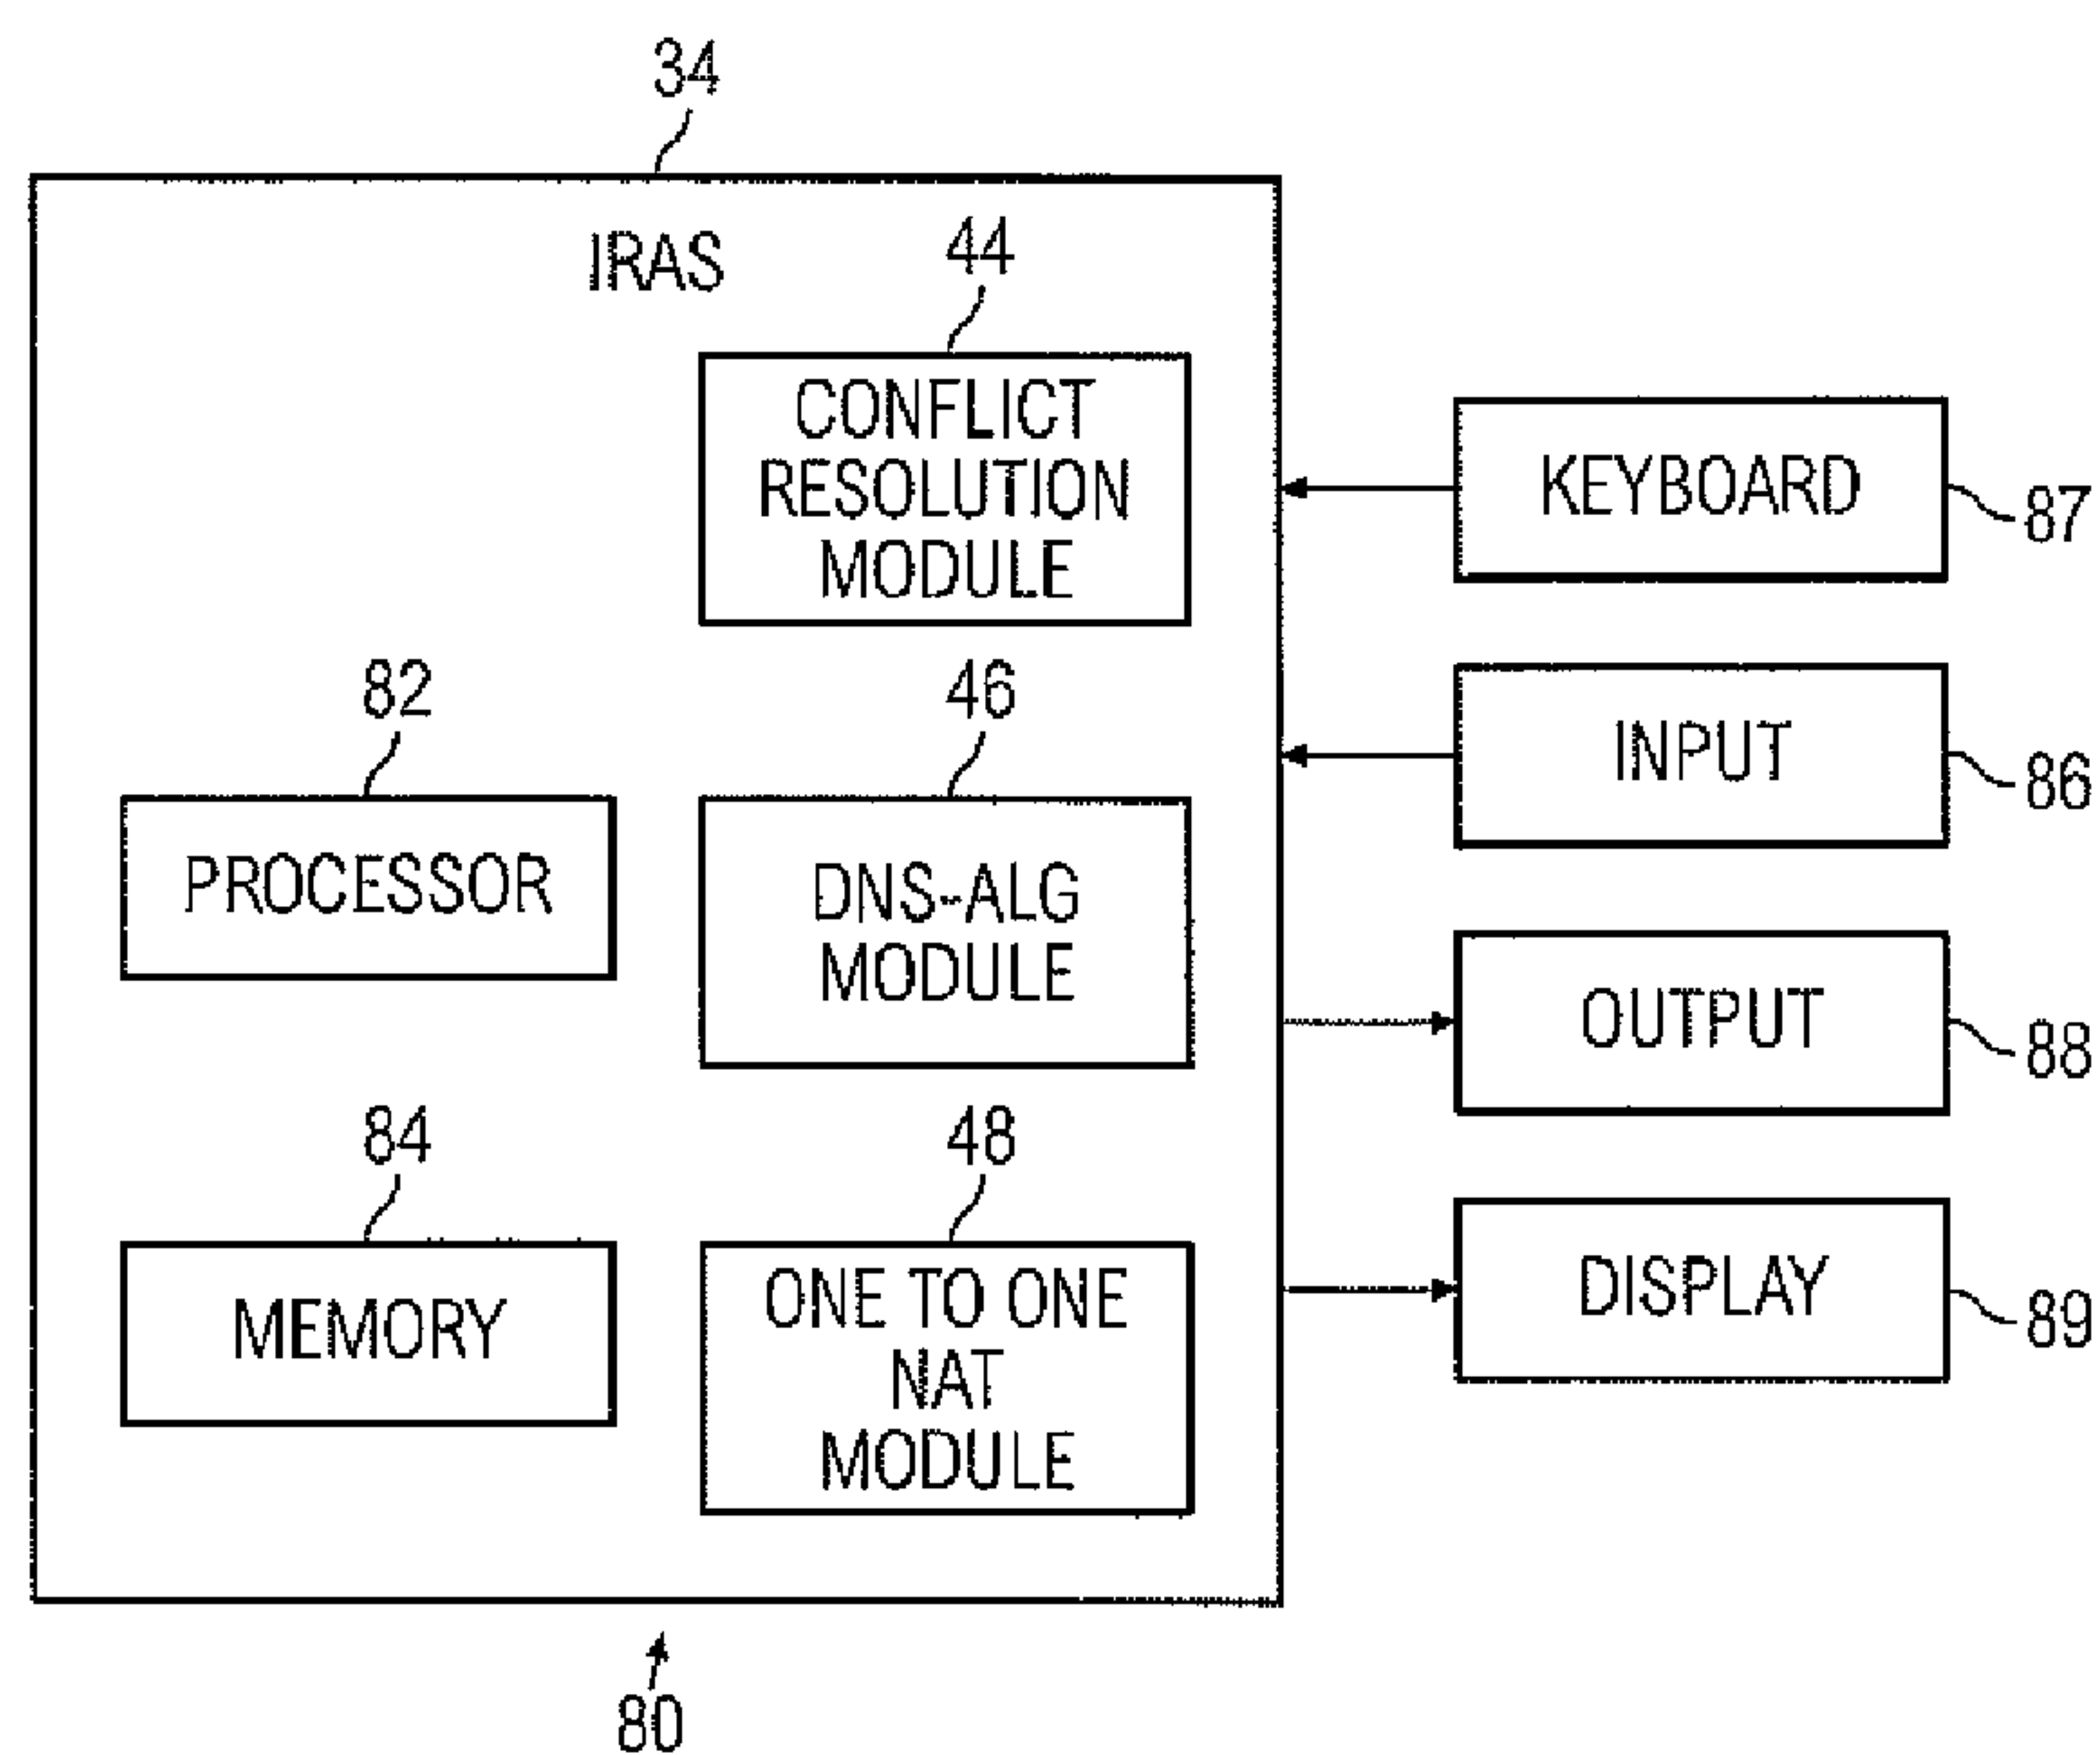 34
IRAS
44
CONFLICT
RESOLUTION
MODULE
KEYBOARD
87
82
46
INPUT
86
PROCESSOR
DNS-ALG
MODULE
OUTPUT
88
84
48
MEMORY
ONE TO ONE
NAT
MODULE
DISPLAY
89
80